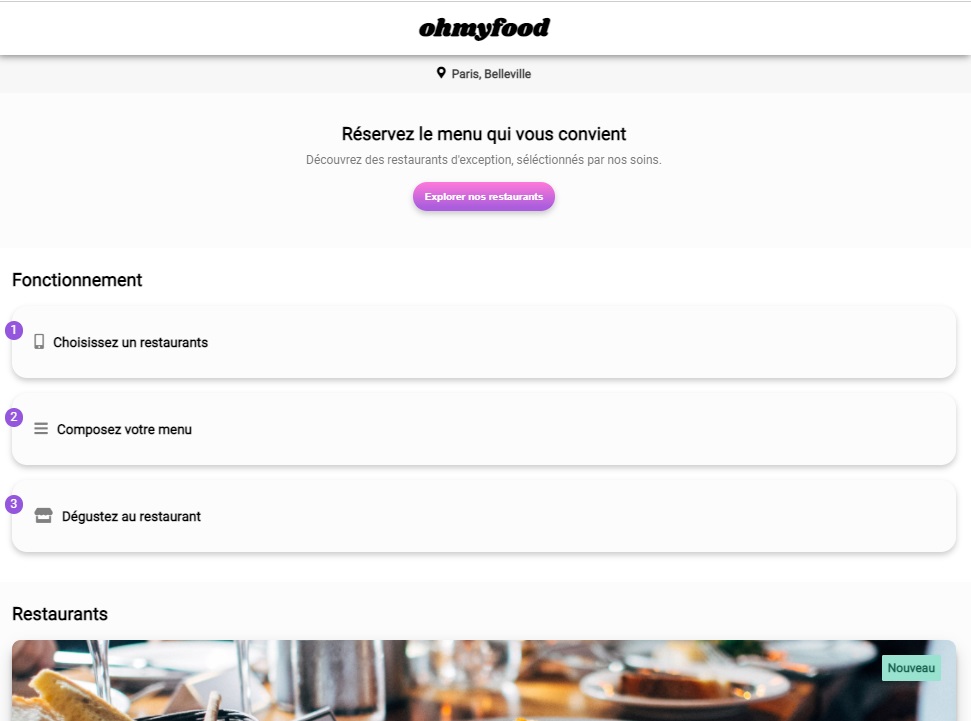 ohmyfood
Paris, Belleville
Réservez le menu qui vous convient
Découvrez des restaurants d'exception, séléctionnés par nos soins.
Explorer nos restaurants
Fonctionnement
1
Choisissez un restaurants
2
Composez votre menu
3
Dégustez au restaurant
Restaurants
Nouveau